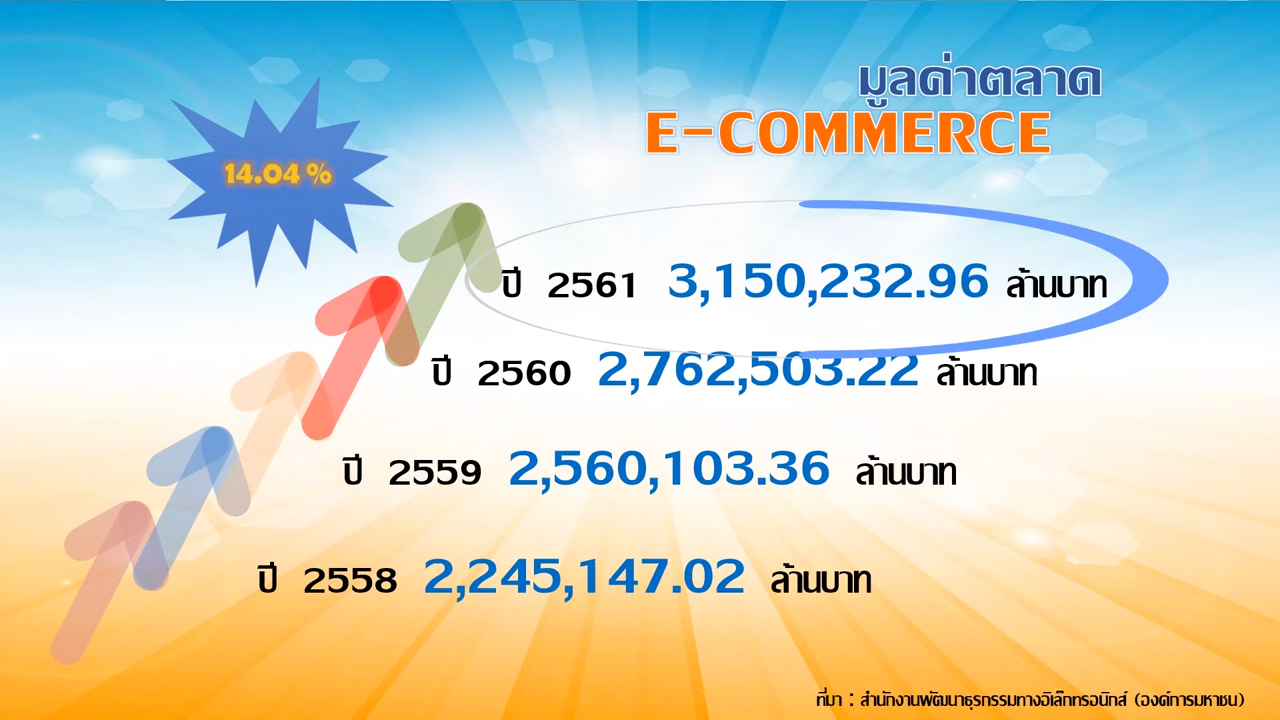 มูลค่าตลาด
E-COMMERCE
14.04 %
ปี 2561 3,150,232.96 ล้านบาท
ปี 2560 2,762,503.22 ล้านบาท
ปี 2559 2,560,103.36 ล้านบาท
ปี 2558 2,245,147.02 ล้านบาท
ที่มา : สำนักงานพัฒนาธุรกรรมทางอิเล็กทรอนิกส์ (องค์การมหาชน)